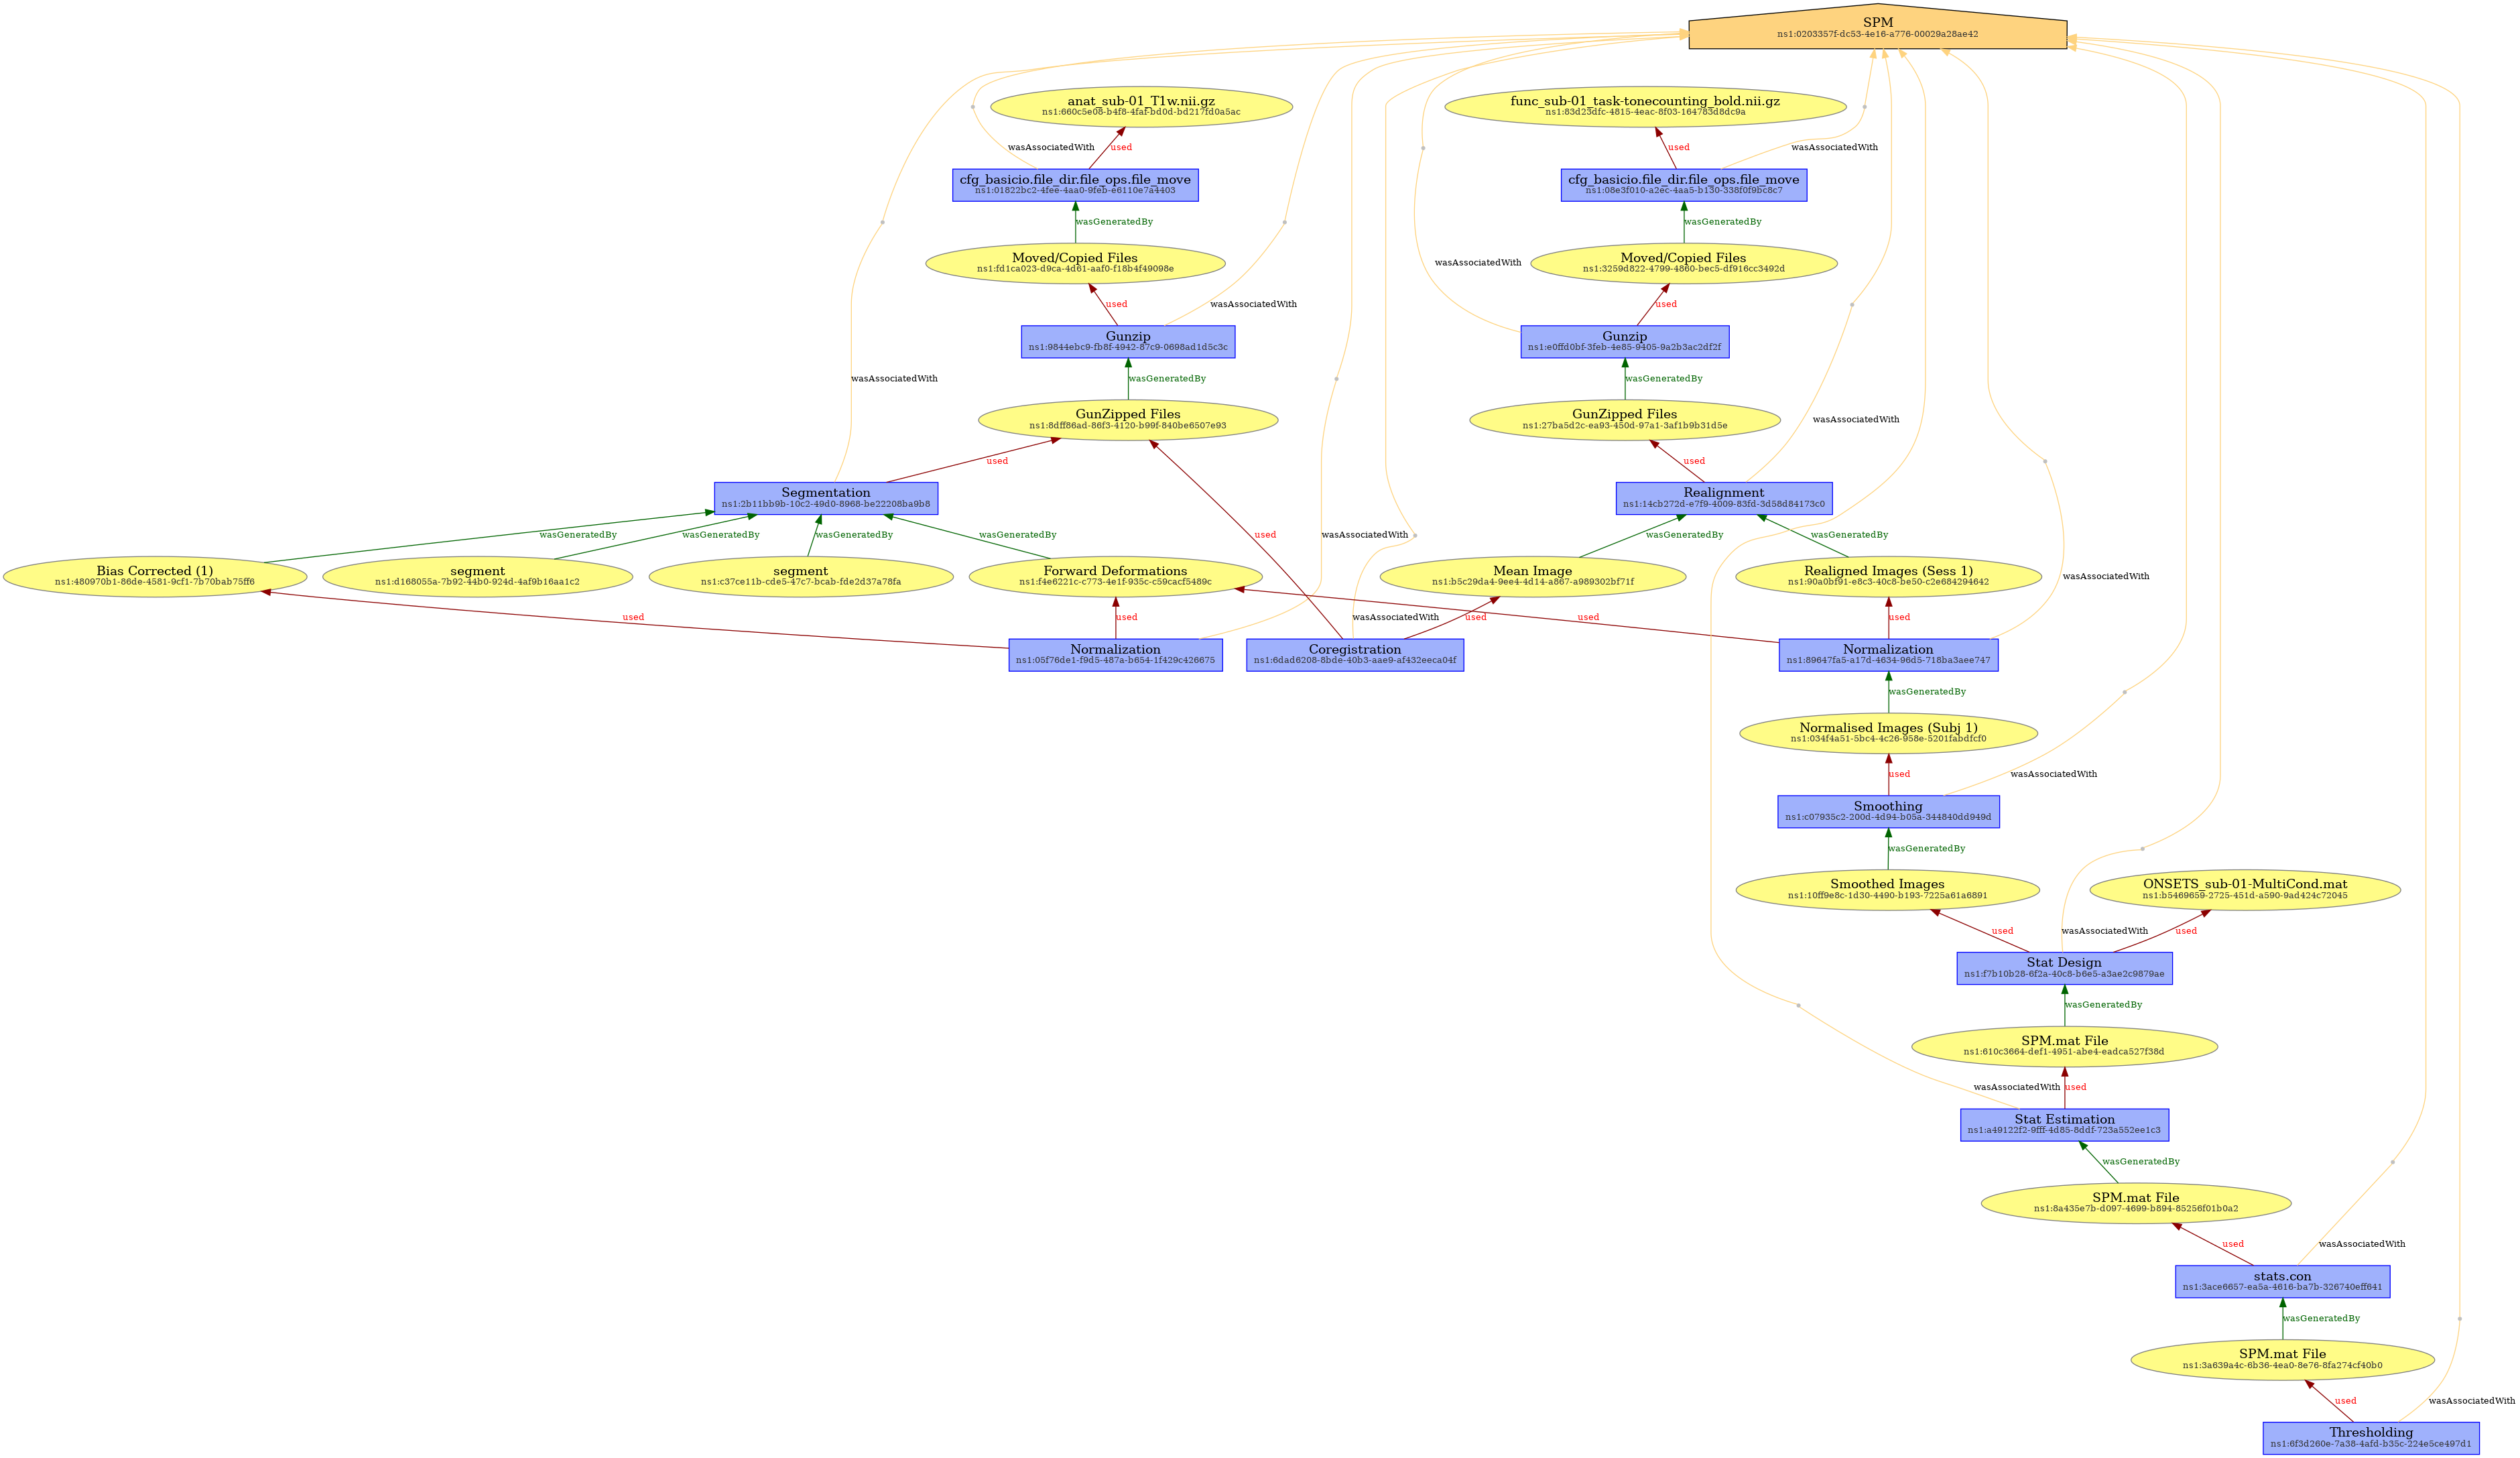 SPM
ns1:0203357f-dc53-4e16-a776-00029a28ae42
anat_sub-01_T1w.nii.gz
ns1:660c5e08-b4f8-4faf-bd0d-bd217fd0a5ac
func_sub-01_task-tonecounting_bold.nii.gz
ns1:83d23dfc-4815-4eac-8f03-164783d8dc9a
wasAssociatedWith
used
used
wasAssociatedWith
cfg_basicio.file_dir.file_ops.file_move
ns1:01822bc2-4fee-4aa0-9feb-e6110e7a4403
cfg_basicio.file_dir.file_ops.file_move
ns1:08e3f010-a2ec-4aa5-b130-338f0f9bc8c7
wasGeneratedBy
wasGeneratedBy
Moved/Copied Files
ns1:fd1ca023-d9ca-4d61-aaf0-f18b4f49098e
wasAssociatedWith
Moved/Copied Files
ns1:3259d822-4799-4860-bec5-df916cc3492d
used
wasAssociatedWith
used
Gunzip
ns1:9844ebc9-fb8f-4942-87c9-0698ad1d5c3c
Gunzip
ns1:e0ffd0bf-3feb-4e85-9405-9a2b3ac2df2f
wasAssociatedWith
wasGeneratedBy
wasGeneratedBy
GunZipped Files
ns1:8dff86ad-86f3-4120-b99f-840be6507e93
GunZipped Files
ns1:27ba5d2c-ea93-450d-97a1-3af1b9b31d5e
wasAssociatedWith
used
used
Segmentation
ns1:2b11bb9b-10c2-49d0-8968-be22208ba9b8
Realignment
ns1:14cb272d-e7f9-4009-83fd-3d58d84173c0
wasGeneratedBy
wasGeneratedBy
wasGeneratedBy
wasGeneratedBy
used
wasAssociatedWith
wasGeneratedBy
wasGeneratedBy
Bias Corrected (1)
ns1:480970b1-86de-4581-9cf1-7b70bab75ff6
segment
ns1:d168055a-7b92-44b0-924d-4af9b16aa1c2
segment
ns1:c37ce11b-cde5-47c7-bcab-fde2d37a78fa
Forward Deformations
ns1:f4e6221c-c773-4e1f-935c-c59cacf5489c
Mean Image
ns1:b5c29da4-9ee4-4d14-a867-a989302bf71f
Realigned Images (Sess 1)
ns1:90a0bf91-e8c3-40c8-be50-c2e684294642
wasAssociatedWith
used
used
wasAssociatedWith
used
used
used
Normalization
ns1:05f76de1-f9d5-487a-b654-1f429c426675
Coregistration
ns1:6dad6208-8bde-40b3-aae9-af432eeca04f
Normalization
ns1:89647fa5-a17d-4634-96d5-718ba3aee747
wasGeneratedBy
Normalised Images (Subj 1)
ns1:034f4a51-5bc4-4c26-958e-5201fabdfcf0
used
wasAssociatedWith
Smoothing
ns1:c07935c2-200d-4d94-b05a-344840dd949d
wasGeneratedBy
Smoothed Images
ns1:10ff9e8c-1d30-4490-b193-7225a61a6891
ONSETS_sub-01-MultiCond.mat
ns1:b5469659-2725-451d-a590-9ad424c72045
used
wasAssociatedWith
used
Stat Design
ns1:f7b10b28-6f2a-40c8-b6e5-a3ae2c9879ae
wasGeneratedBy
SPM.mat File
ns1:610c3664-def1-4951-abe4-eadca527f38d
wasAssociatedWith
used
Stat Estimation
ns1:a49122f2-9fff-4d85-8ddf-723a552ee1c3
wasGeneratedBy
SPM.mat File
ns1:8a435e7b-d097-4699-b894-85256f01b0a2
used
wasAssociatedWith
stats.con
ns1:3ace6657-ea5a-4616-ba7b-326740eff641
wasGeneratedBy
SPM.mat File
ns1:3a639a4c-6b36-4ea0-8e76-8fa274cf40b0
used
wasAssociatedWith
Thresholding
ns1:6f3d260e-7a38-4afd-b35c-224e5ce497d1